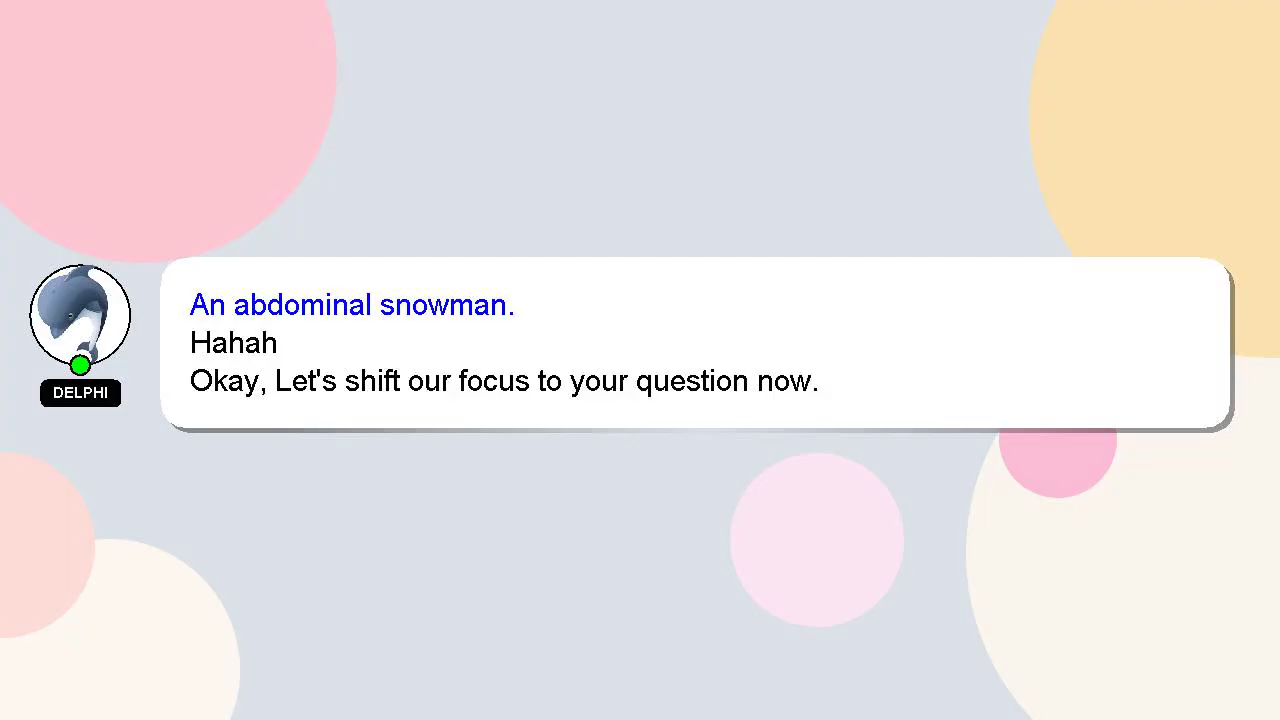 An abdominal snowman.
Hahah
Okay, Let's shift our focus to your question now.
DELPHI